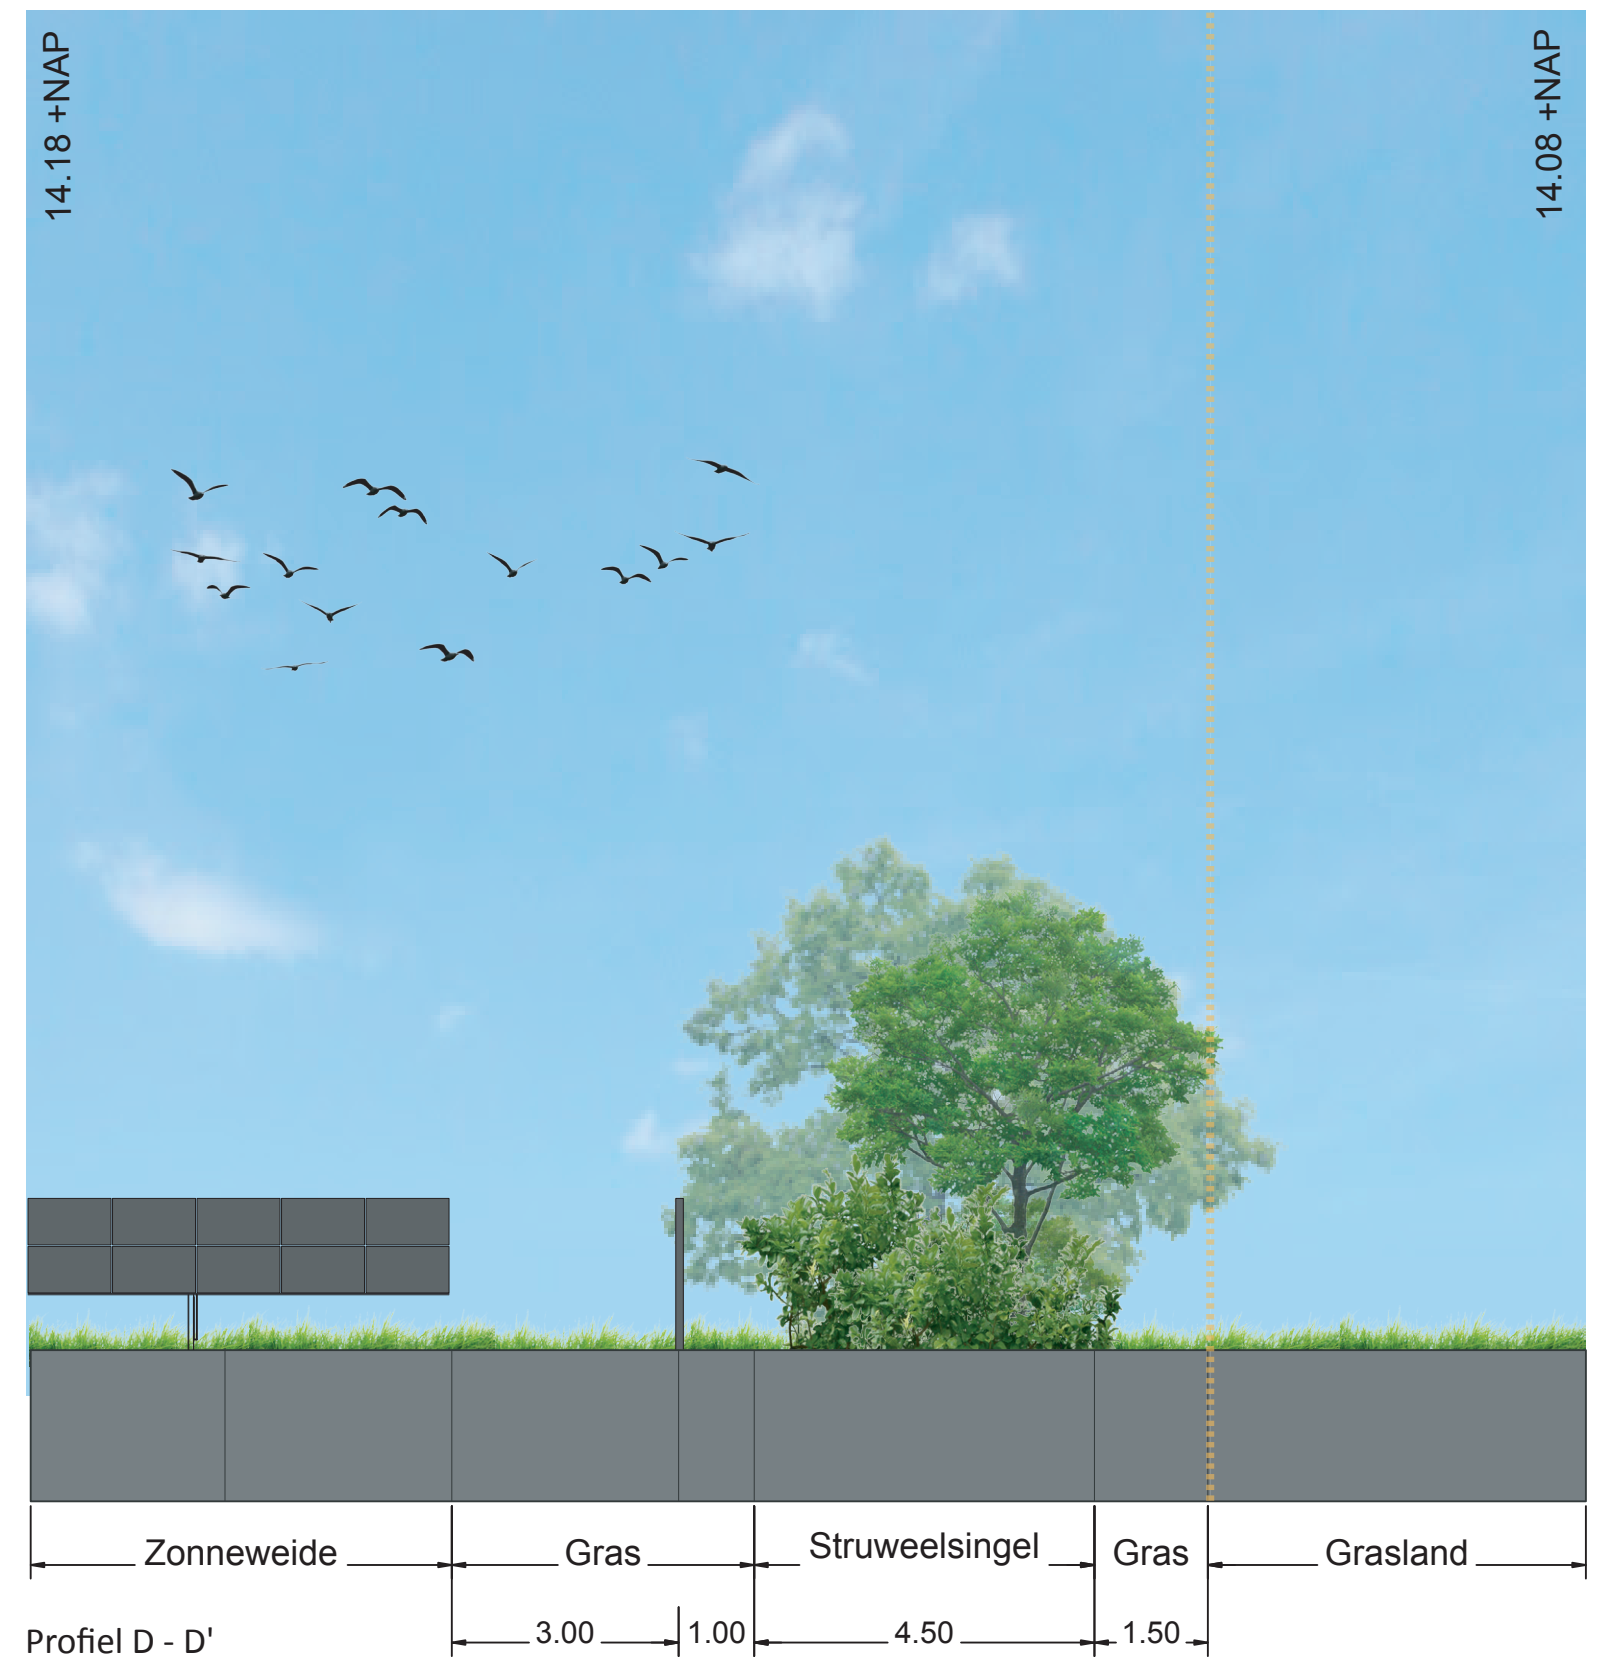 14.18 +NAP
14.08 +NAP
Zonneweide
Gras
Struweelsingel
Gras
Grasland
Profiel D - D'
3.00
1.00
4.50
1.50